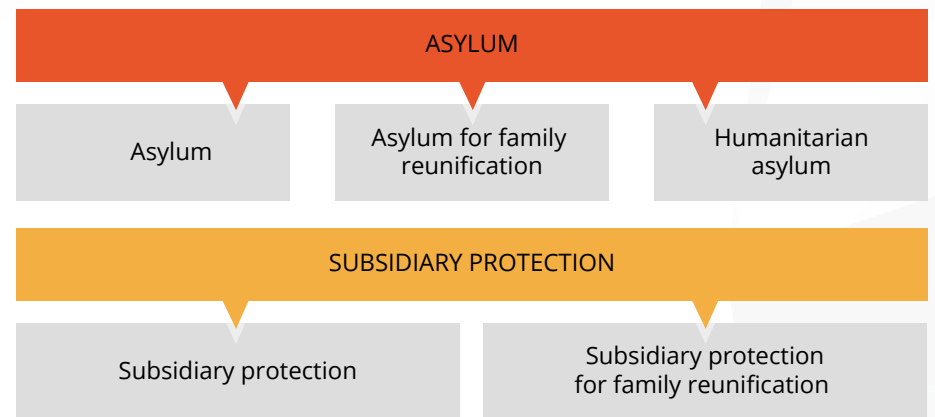 ASYLUM
Asylum
Asylum for family
reunification
Humanitarian
asylum
SUBSIDIARY PROTECTION
Subsidiary protection
Subsidiary protection
for family reunification